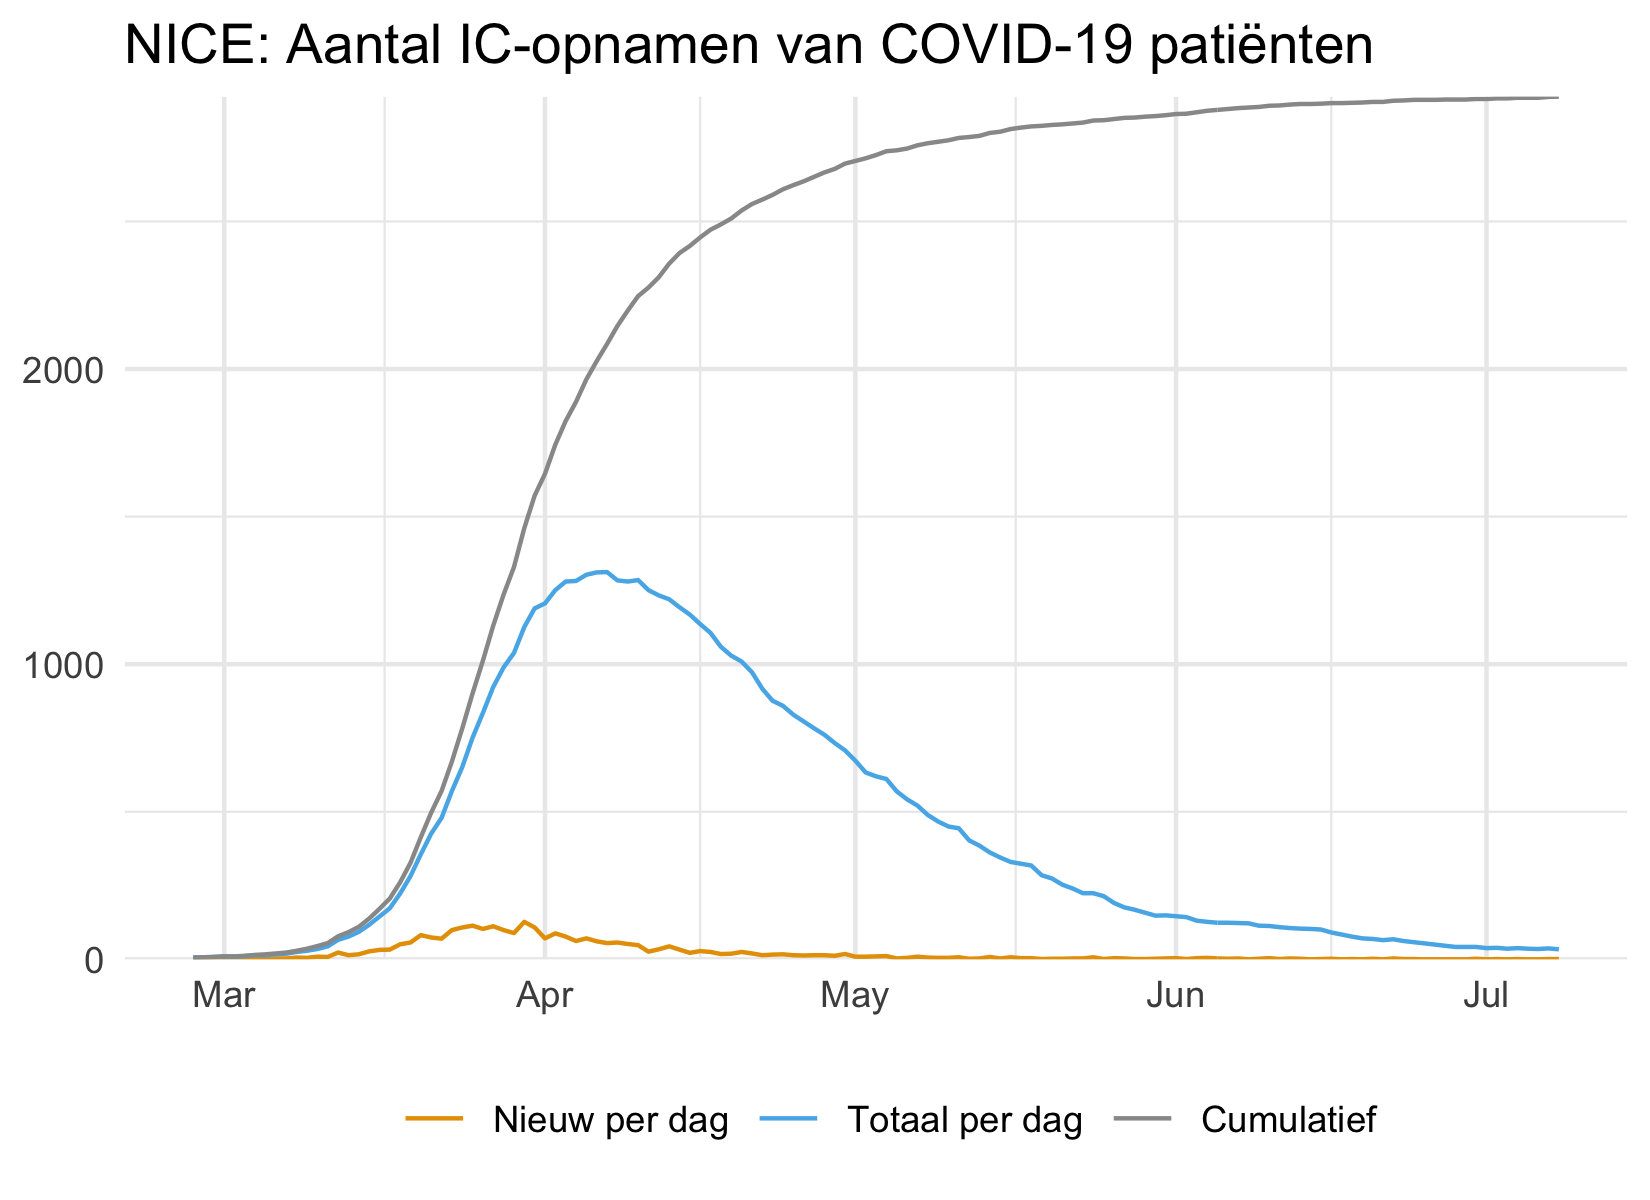 NICE: Aantal IC-opnamen van COVID-19 patiënten
2000
1000
0
Mar Apr May Jun Jul
Nieuw per dag Totaal per dag Cumulatief